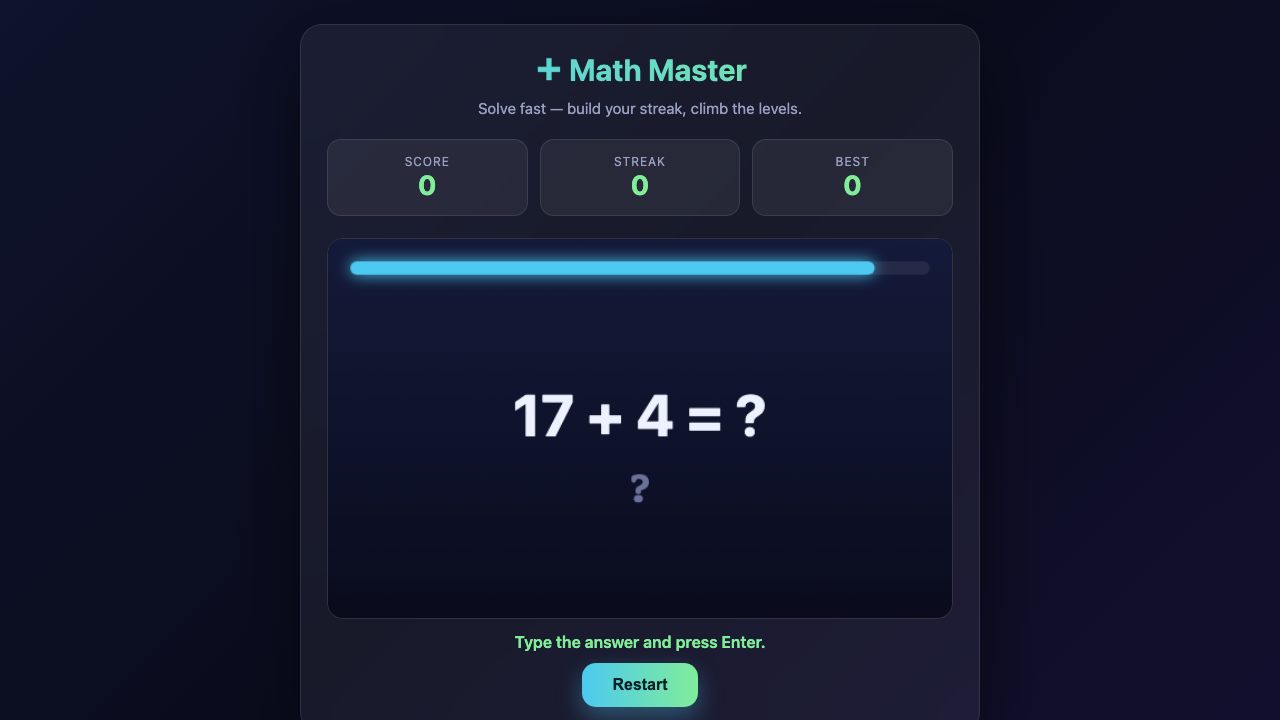 ➕ Math Master
Solve fast — build your streak, climb the levels.
SCORE
0
STREAK
0
BEST
0
17 + 4 = ?
?
Type the answer and press Enter.
Restart